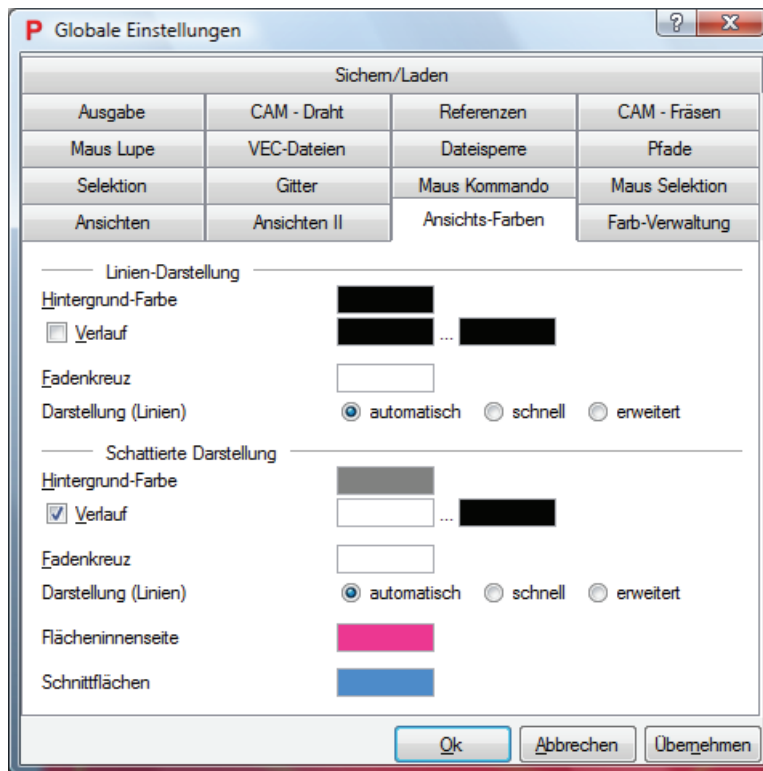 P Globale Einstellungen ? X
Sichern/Laden
Ausgabe CAM - Draht Referenzen CAM - Fräsen
Maus Lupe VEC-Dateien Dateisperre Pfade
Selektion Gitter Maus Kommando Maus Selektion
Ansichten Ansichten II Ansichts-Farben Farb-Verwaltung
Linien-Darstellung
Hintergrund-Farbe
Verlauf ...
Fadenkreuz
Darstellung (Linien) automatisch schnell erweitert
Schattierte Darstellung
Hintergrund-Farbe
Verlauf ...
Fadenkreuz
Darstellung (Linien) automatisch schnell erweitert
Flächeninnenseite
Schnittflächen
Ok Abbrechen Übernehmen